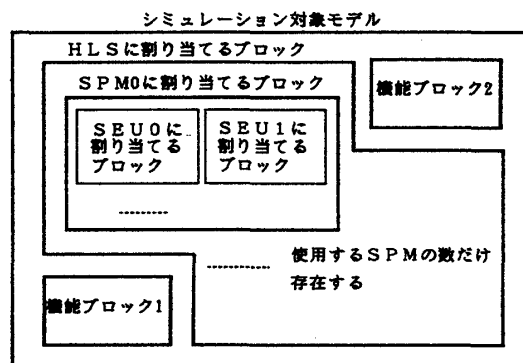 シミュレーション対象モデル
HLSに割り当てるブロック
SPM0に割り当てるブロック
機能ブロック2
SEU0に
割り当てる
ブロック
SEU1に
割り当てる
ブロック
使用するSPMの数だけ
存在する
機能ブロック1